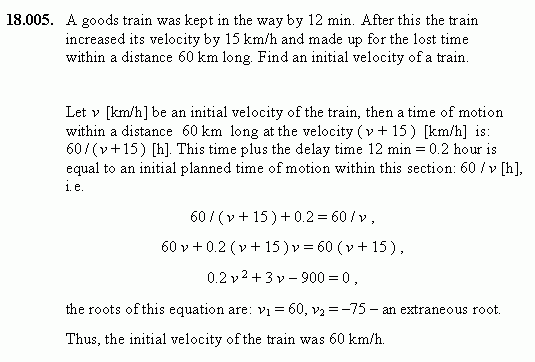 18.005. A goods train was kept in the way by 12 min. After this the train
increased its velocity by 15 km/h and made up for the lost time
within a distance 60 km long. Find an initial velocity of a train.
Let v [km/h] be an initial velocity of the train, then a time of motion
within a distance 60 km long at the velocity ( v + 15 ) [km/h] is:
60 / ( v + 15 ) [h]. This time plus the delay time 12 min = 0.2 hour is
equal to an initial planned time of motion within this section: 60 / v [h],
i.e.
60 / ( v + 15 ) + 0.2 = 60 / v ,
60 v + 0.2 ( v + 15 ) v = 60 ( v + 15 ) ,
0.2 v ² + 3 v – 900 = 0 ,
the roots of this equation are: v₁ = 60, v₂ = –75 – an extraneous root.
Thus, the initial velocity of the train was 60 km/h.